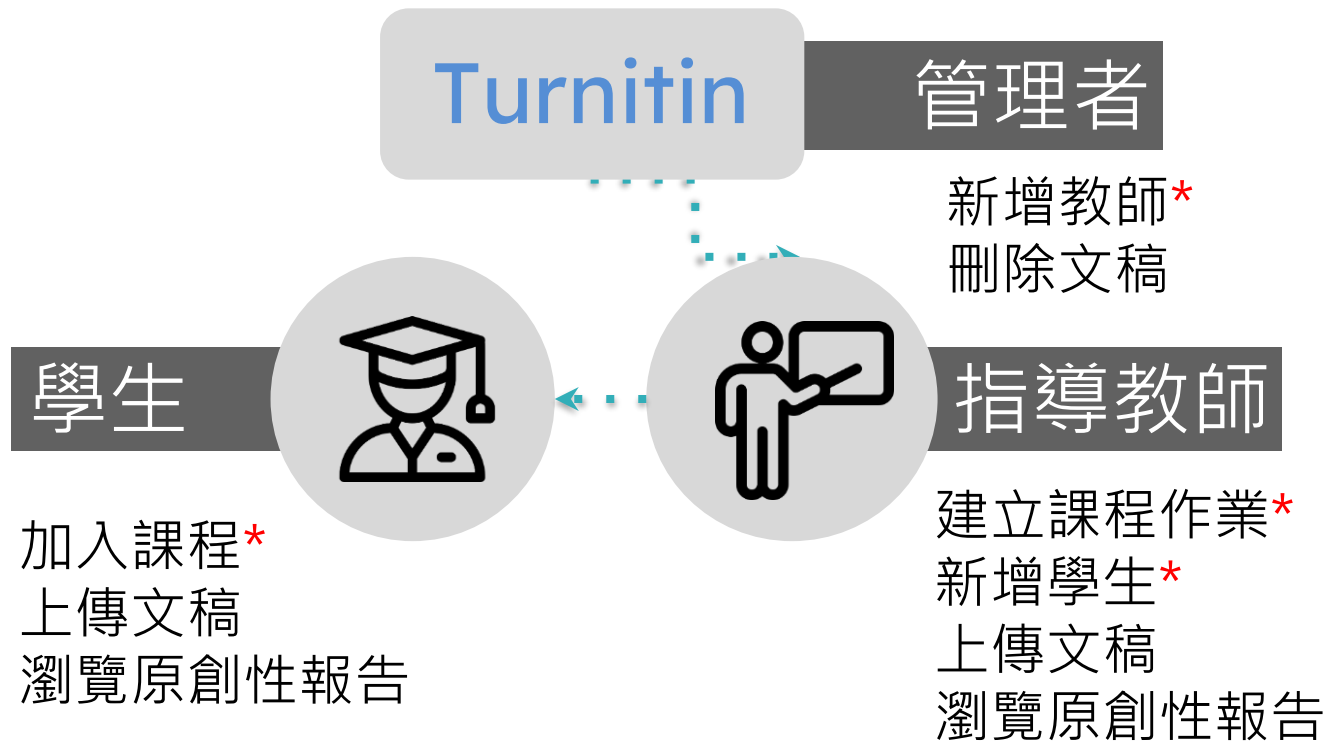 Turnitin
管理者
新增教師*
刪除文稿
學生
加入課程*
上傳文稿
瀏覽原創性報告
指導教師
建立課程作業*
新增學生*
上傳文稿
瀏覽原創性報告